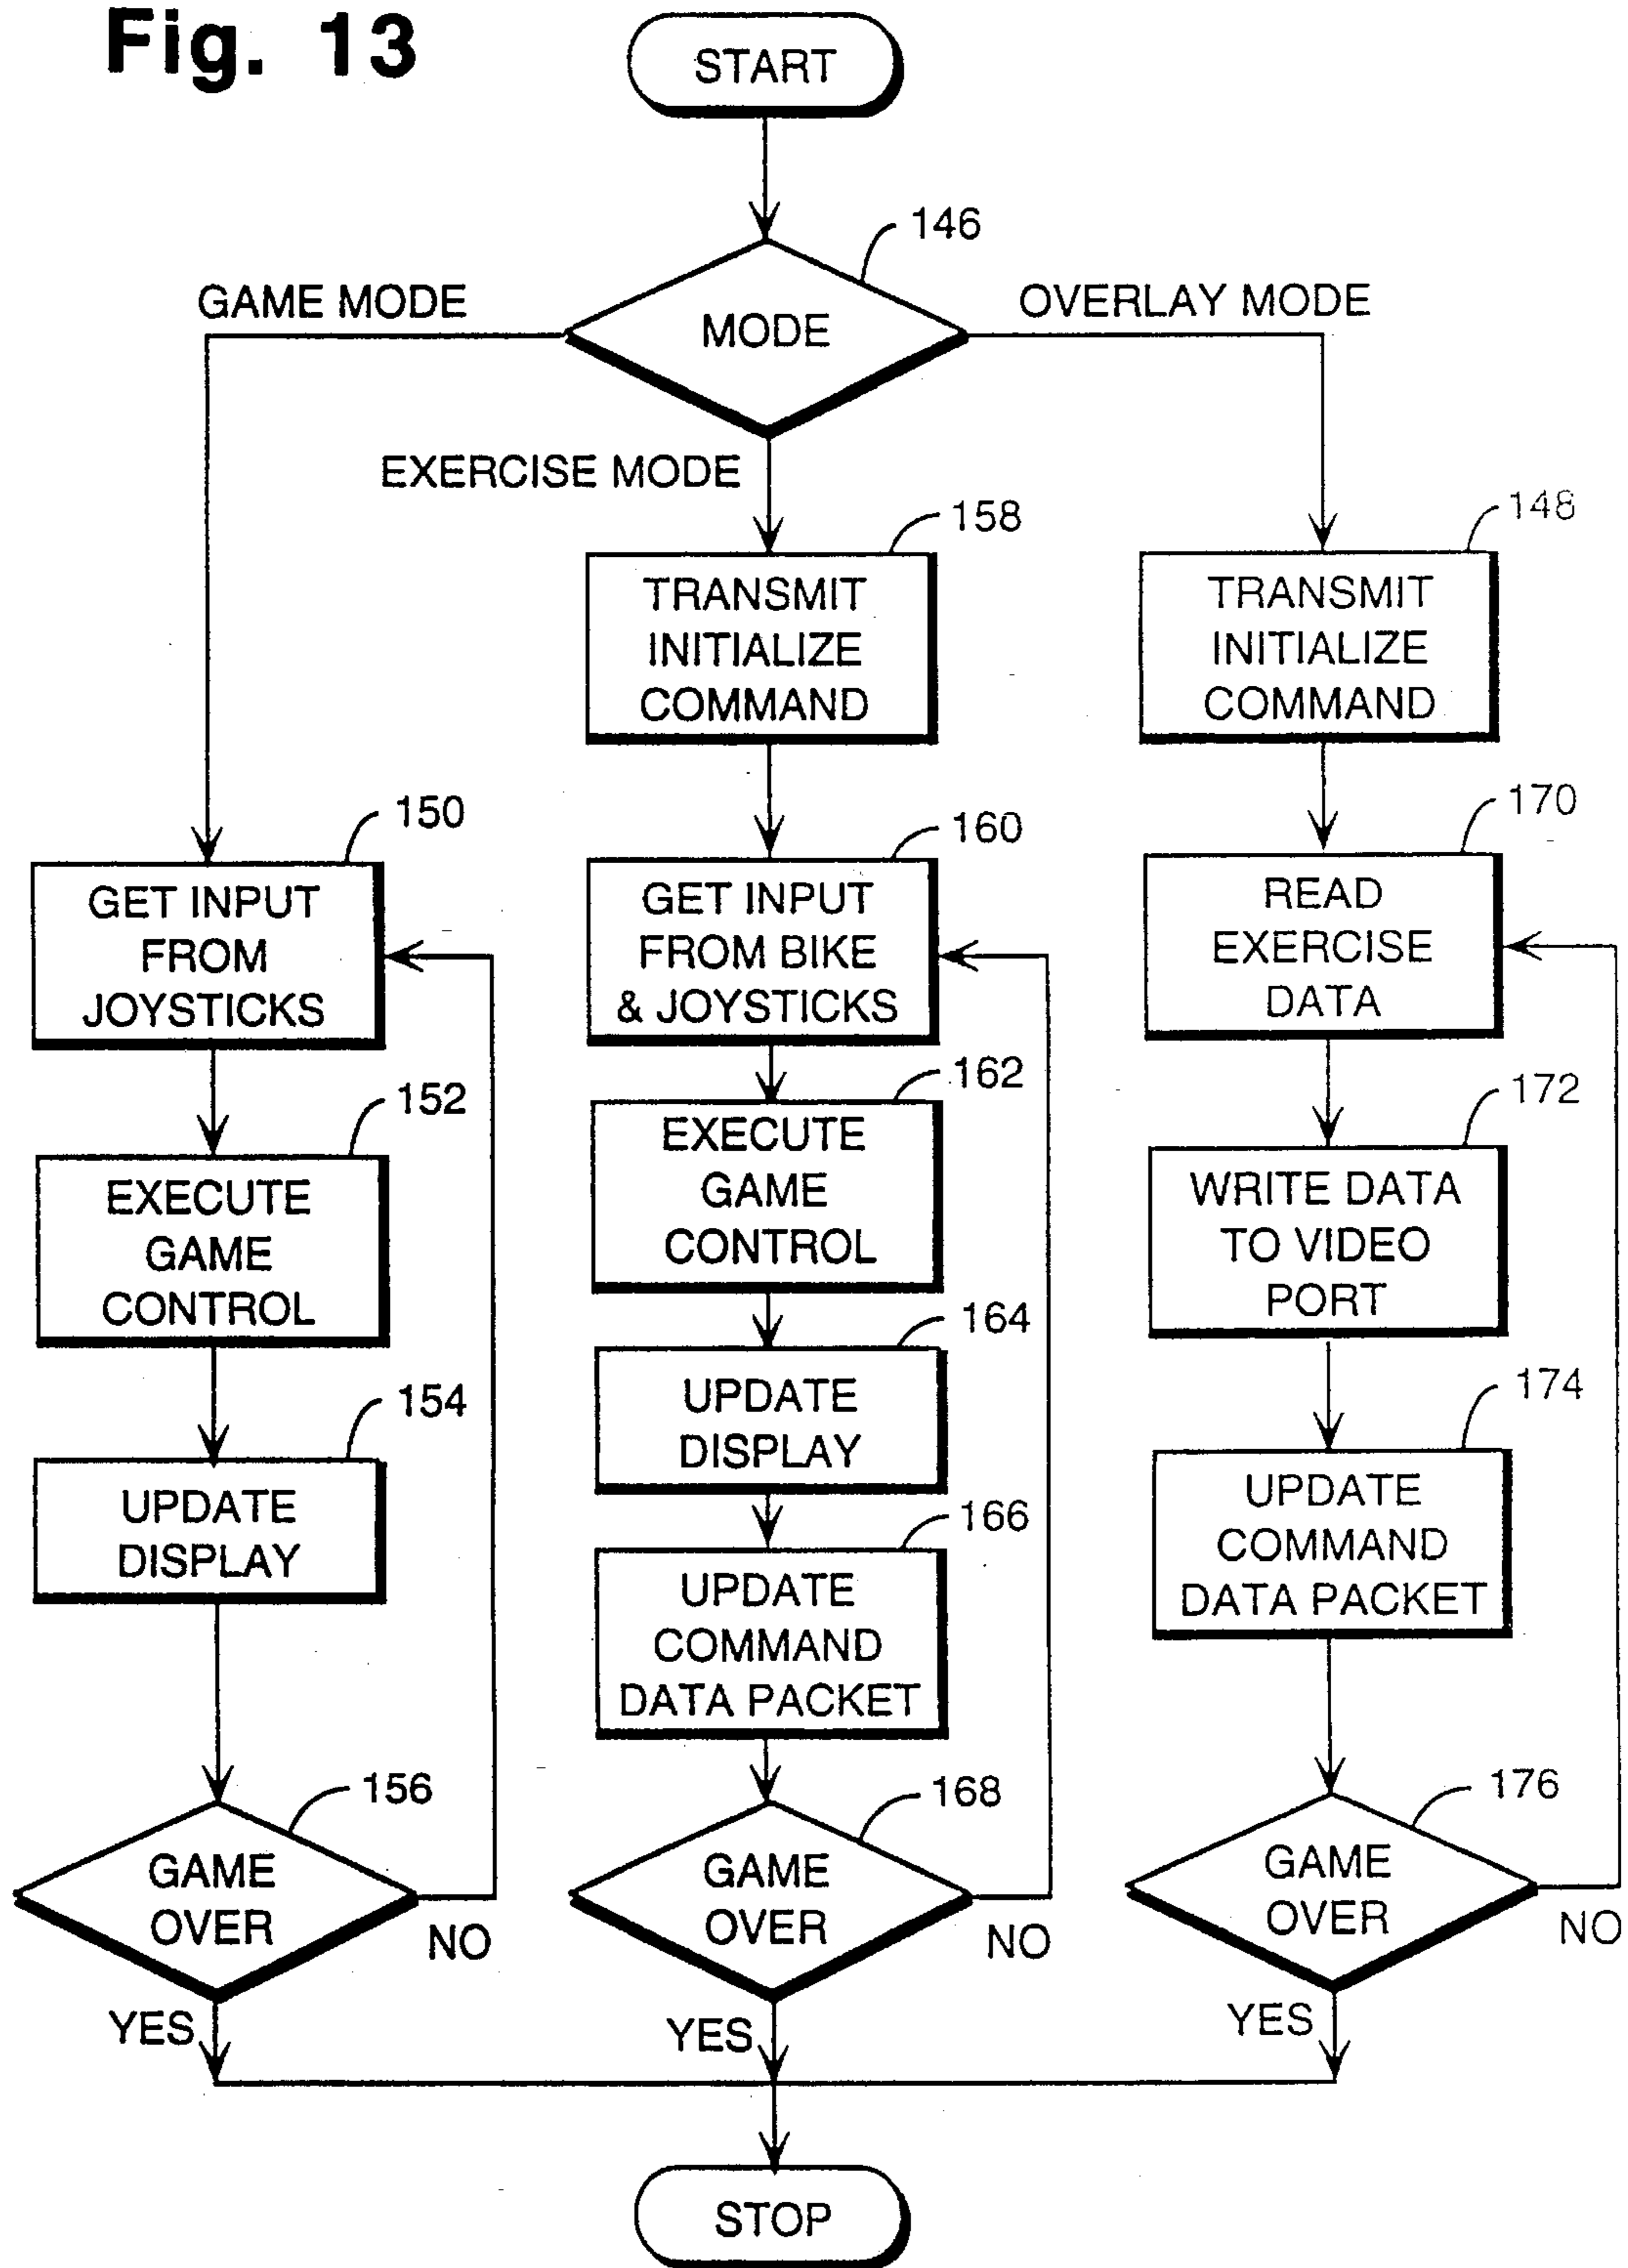 Fig. 13
START
146
MODE
GAME MODE
OVERLAY MODE
EXERCISE MODE
150
GET INPUT
FROM
JOYSTICKS
152
EXECUTE
GAME
CONTROL
154
UPDATE
DISPLAY
156
GAME
OVER
NO
YES
158
TRANSMIT
INITIALIZE
COMMAND
160
GET INPUT
FROM BIKE
& JOYSTICKS
162
EXECUTE
GAME
CONTROL
164
UPDATE
DISPLAY
166
UPDATE
COMMAND
DATA PACKET
168
GAME
OVER
NO
YES
148
TRANSMIT
INITIALIZE
COMMAND
170
READ
EXERCISE
DATA
172
WRITE DATA
TO VIDEO
PORT
174
UPDATE
COMMAND
DATA PACKET
176
GAME
OVER
NO
YES
STOP